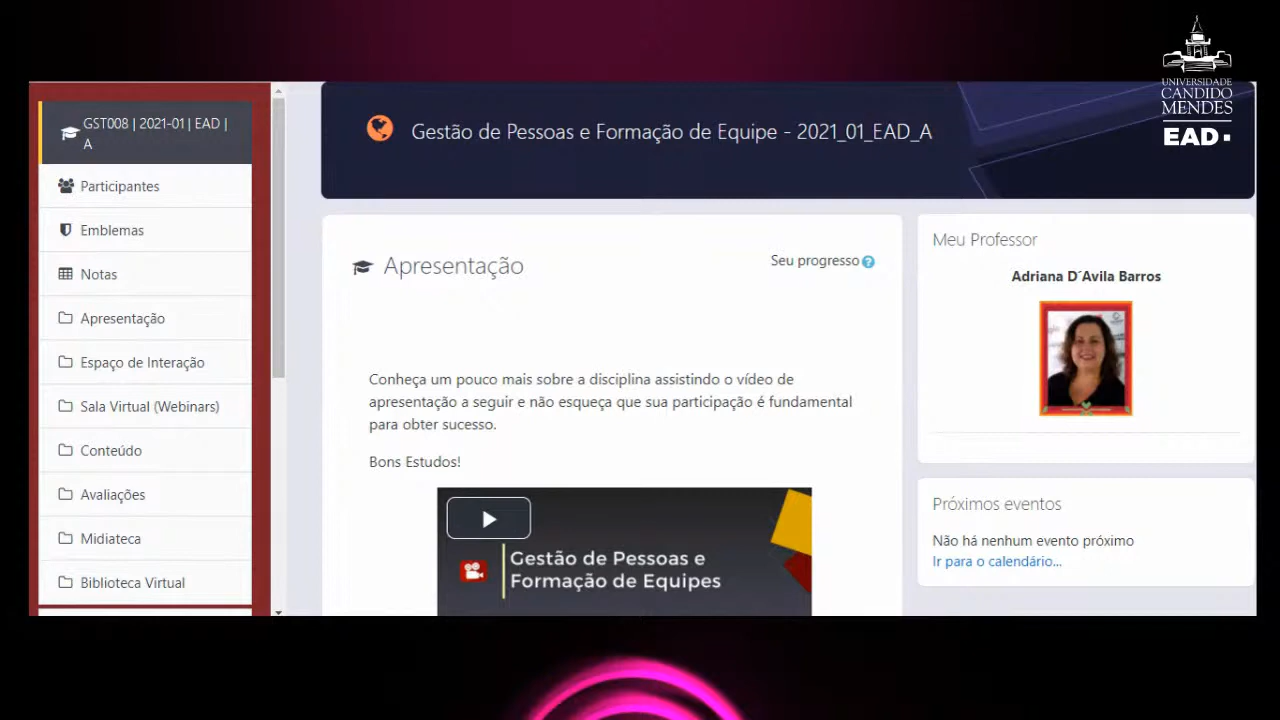 UNIVERSIDADE
CANDIDO
MENDES
EAD
GST008 | 2021-01 | EAD |
A
Participantes
Emblemas
Notas
Apresentação
Espaço de Interação
Sala Virtual (Webinars)
Conteúdo
Avaliações
Midiateca
Biblioteca Virtual
Gestão de Pessoas e Formação de Equipe - 2021_01_EAD_A
Apresentação
Seu progresso
Conheça um pouco mais sobre a disciplina assistindo o vídeo de
apresentação a seguir e não esqueça que sua participação é fundamental
para obter sucesso.
Bons Estudos!
Gestão de Pessoas e
Formação de Equipes
Meu Professor
Adriana D´Avila Barros
Próximos eventos
Não há nenhum evento próximo
Ir para o calendário...